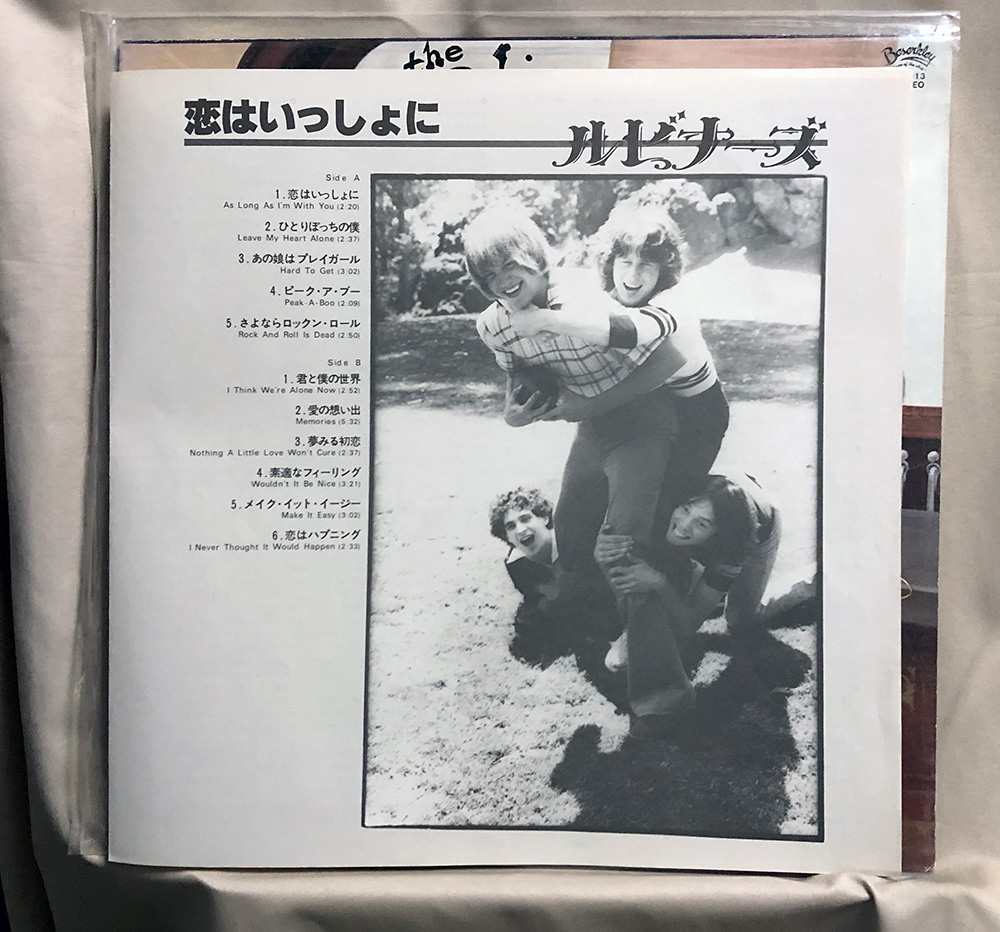 the
Beserkley
13
EO
恋はいっしょに
ルビナーズ
Side A
1.恋はいっしょに
As Long As I'm With You (2:20)
2.ひとりぼっちの僕
Leave My Heart Alone (2:37)
3.あの娘はプレイガール
Hard To Get (3:02)
4.ピーク・ア・ブー
Peak-A-Boo (2:09)
5.さよならロックン・ロール
Rock And Roll Is Dead (2:50)
Side B
1.君と僕の世界
I Think We're Alone Now (2:52)
2.愛の想い出
Memories (5:32)
3.夢みる初恋
Nothing A Little Love Won't Cure (2:37)
4.素適なフィーリング
Wouldn't It Be Nice (3:21)
5.メイク・イット・イージー
Make It Easy (3:02)
6.恋はハプニング
I Never Thought It Would Happen (2:33)